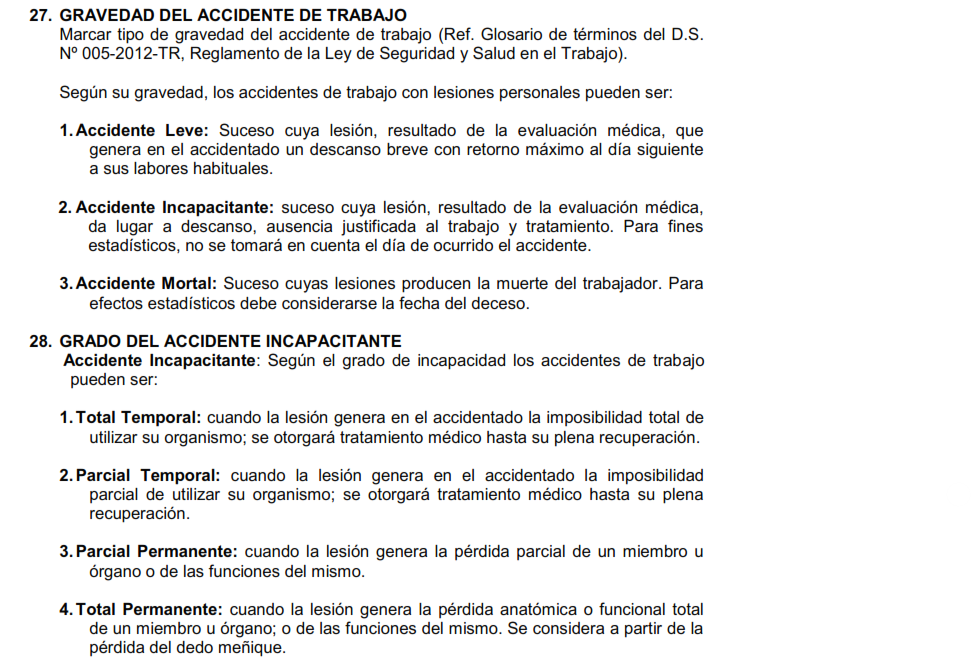 27. GRAVEDAD DEL ACCIDENTE DE TRABAJO
Marcar tipo de gravedad del accidente de trabajo (Ref. Glosario de términos del D.S.
Nº 005-2012-TR, Reglamento de la Ley de Seguridad y Salud en el Trabajo).
Según su gravedad, los accidentes de trabajo con lesiones personales pueden ser:
1. Accidente Leve: Suceso cuya lesión, resultado de la evaluación médica, que
genera en el accidentado un descanso breve con retorno máximo al día siguiente
a sus labores habituales.
2. Accidente Incapacitante: suceso cuya lesión, resultado de la evaluación médica,
da lugar a descanso, ausencia justificada al trabajo y tratamiento. Para fines
estadísticos, no se tomará en cuenta el día de ocurrido el accidente.
3. Accidente Mortal: Suceso cuyas lesiones producen la muerte del trabajador. Para
efectos estadísticos debe considerarse la fecha del deceso.
28. GRADO DEL ACCIDENTE INCAPACITANTE
Accidente Incapacitante: Según el grado de incapacidad los accidentes de trabajo
pueden ser:
1. Total Temporal: cuando la lesión genera en el accidentado la imposibilidad total de
utilizar su organismo; se otorgará tratamiento médico hasta su plena recuperación.
2. Parcial Temporal: cuando la lesión genera en el accidentado la imposibilidad
parcial de utilizar su organismo; se otorgará tratamiento médico hasta su plena
recuperación.
3. Parcial Permanente: cuando la lesión genera la pérdida parcial de un miembro u
órgano o de las funciones del mismo.
4. Total Permanente: cuando la lesión genera la pérdida anatómica o funcional total
de un miembro u órgano; o de las funciones del mismo. Se considera a partir de la
pérdida del dedo meñique.